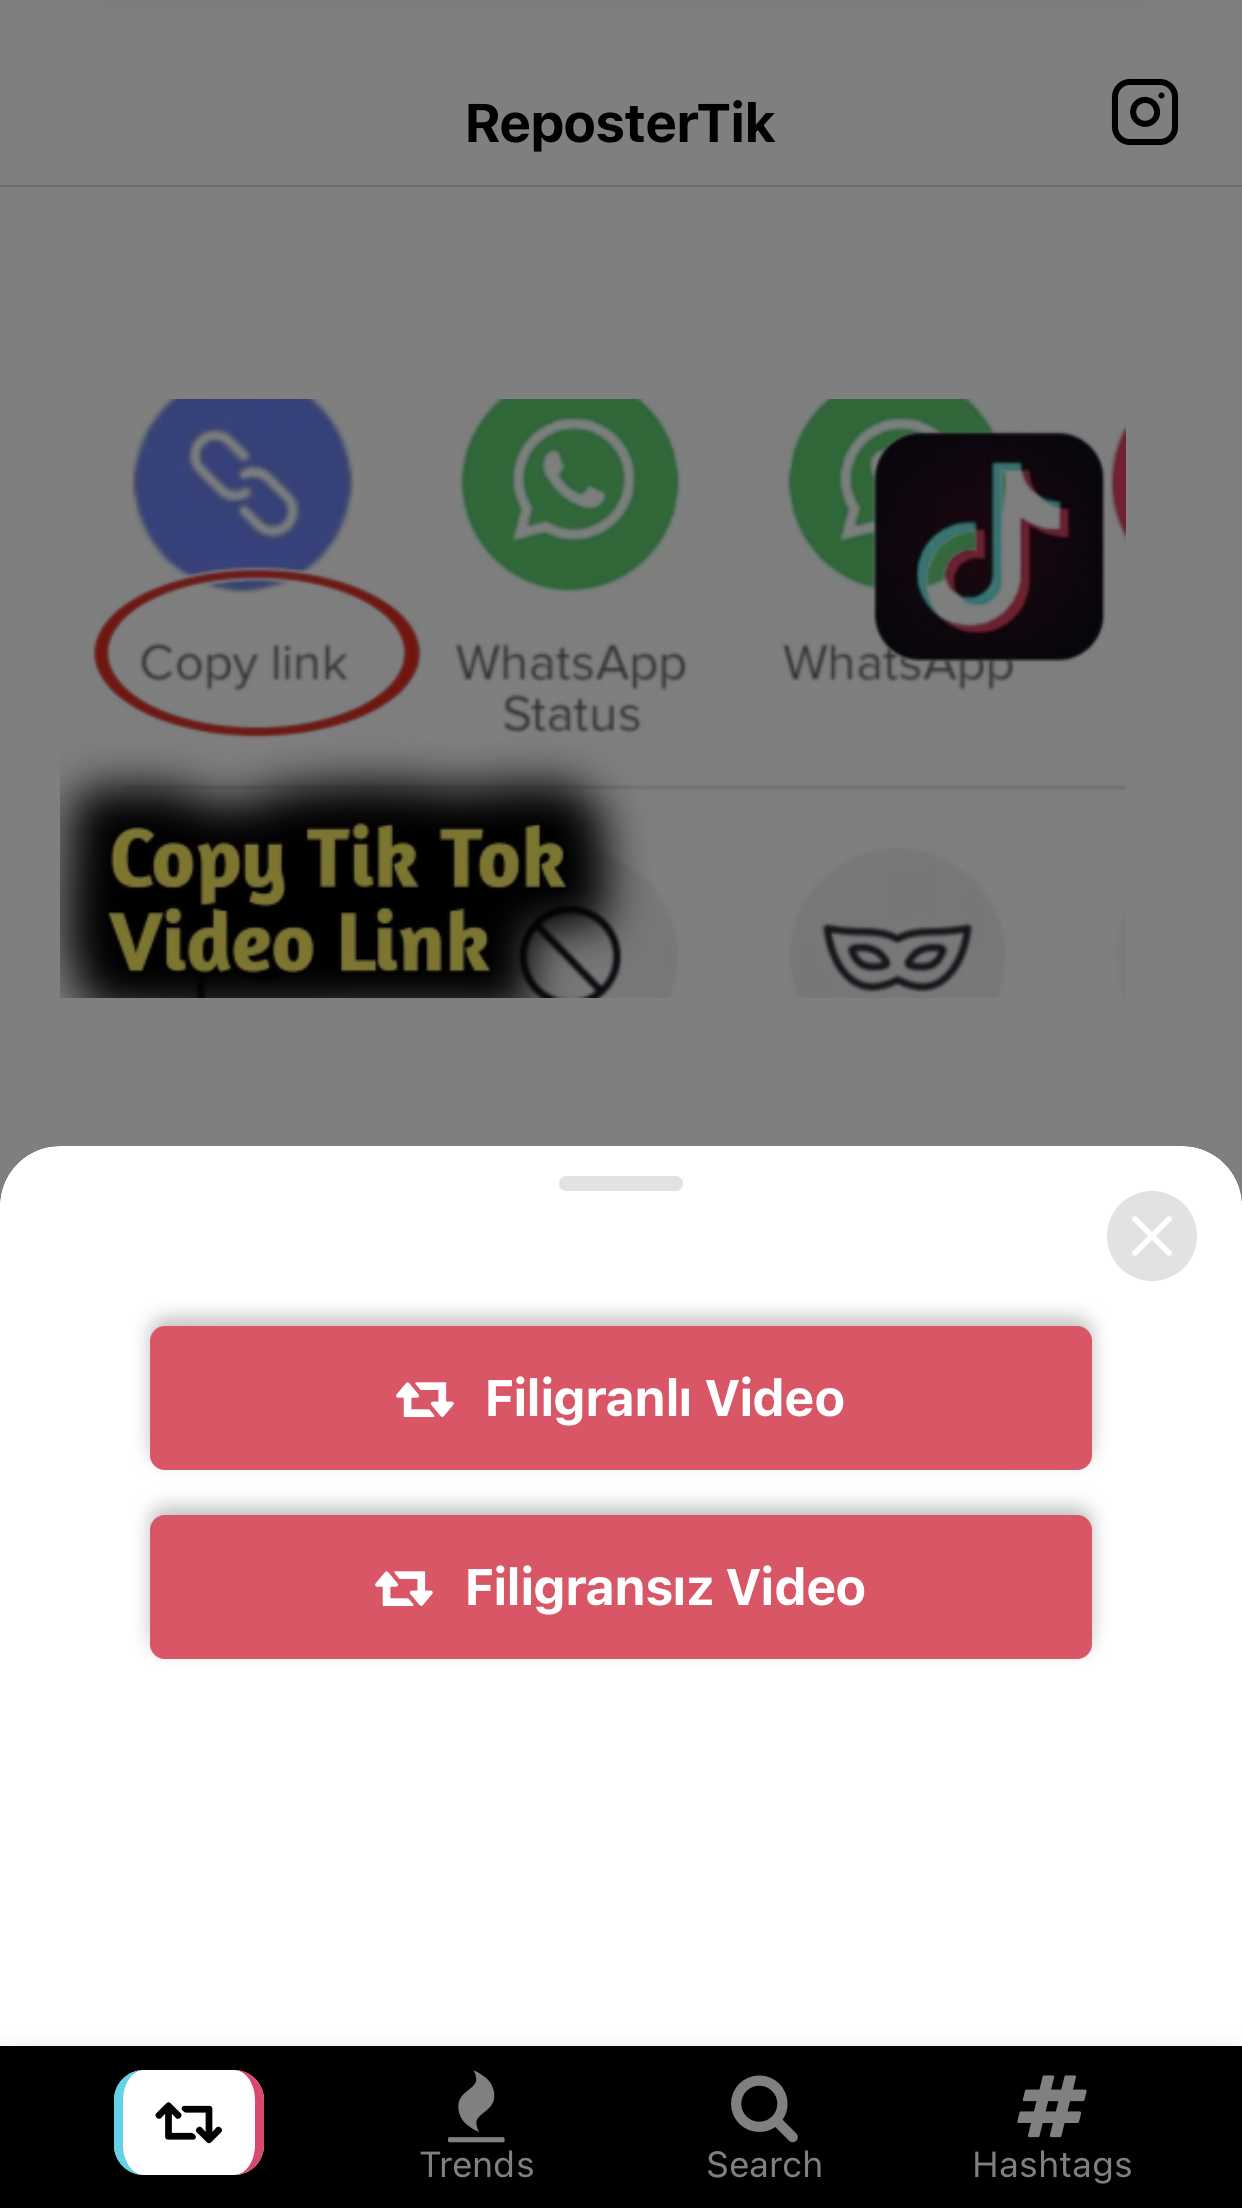 ReposterTik
Copy link
WhatsApp
Status
WhatsApp
Copy Tik Tok
Video Link
Filigranlı Video
Filigransız Video
Trends
Search
Hashtags